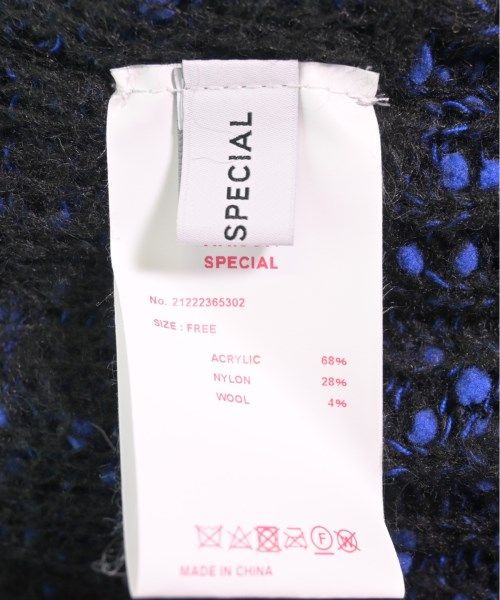 SPECIAL
SPECIAL
No. 21222365302
SIZE : FREE
ACRYLIC 68%
NYLON 28%
WOOL 4%
MADE IN CHINA